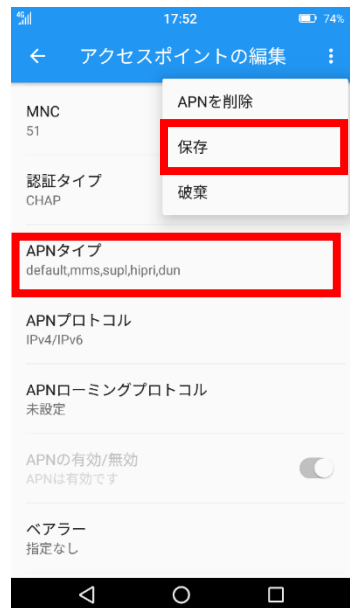 4G 17:52 74%
アクセスポイントの編集
APNを削除
保存
破棄
MNC
51
認証タイプ
CHAP
APNタイプ
default,mms,supl,hipri,dun
APNプロトコル
IPv4/IPv6
APNローミングプロトコル
未設定
APNの有効/無効
APNは有効です
ベアラー
指定なし